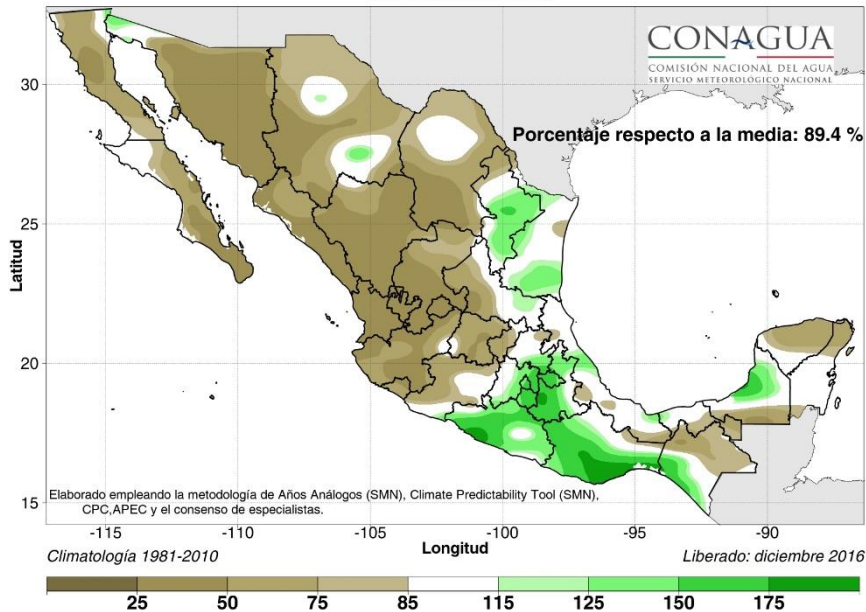 CONAGUA
COMISIÓN NACIONAL DEL AGUA
SERVICIO METEOROLÓGICO NACIONAL
Porcentaje respecto a la media: 89.4 %
30
25
20
15
Latitud
Elaborado empleando la metodología de Años Análogos (SMN), Climate Predictability Tool (SMN),
CPC,APEC y el consenso de especialistas.
-115 -110 -105 -100 -95 -90
Longitud
Climatología 1981-2010 Liberado: diciembre 2016
25 50 75 85 115 125 150 175